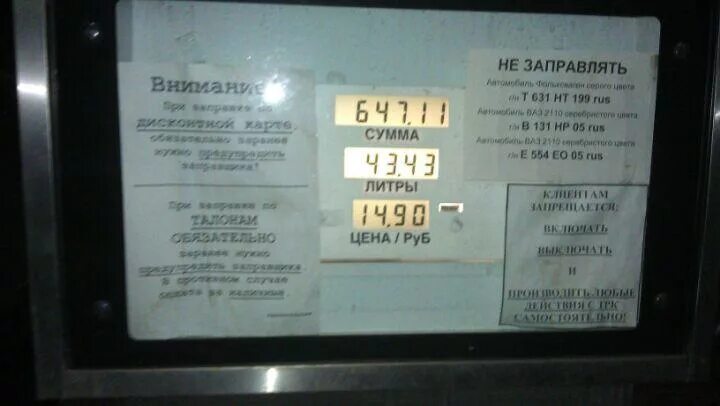 Внимание
При заправке по
дисконтной карте,
обязательно заранее
нужно предупредить
заправщика!
При заправке по
ТАЛОНАМ
ОБЯЗАТЕЛЬНО
заранее нужно
предупредить заправщика.
В противном случае
оплата за наличные.
647.11
СУММА
43.43
ЛИТРЫ
14.90
ЦЕНА / РуБ
НЕ ЗАПРАВЛЯТЬ
Автомобиль Фольксваген серого цвета
г/н Т 631 НТ 199 rus
Автомобиль ВАЗ 2110 серебристого цвета
г/н В 131 НР 05 rus
Автомобиль ВАЗ 2110 серебристого цвета
г/н Е 554 ЕО 05 rus
КЛИЕНТАМ
ЗАПРЕЩАЕТСЯ:
ВКЛЮЧАТЬ
ВЫКЛЮЧАТЬ
И
ПРОИЗВОДИТЬ ЛЮБЫЕ
ДЕЙСТВИЯ С ТРК
САМОСТОЯТЕЛЬНО!